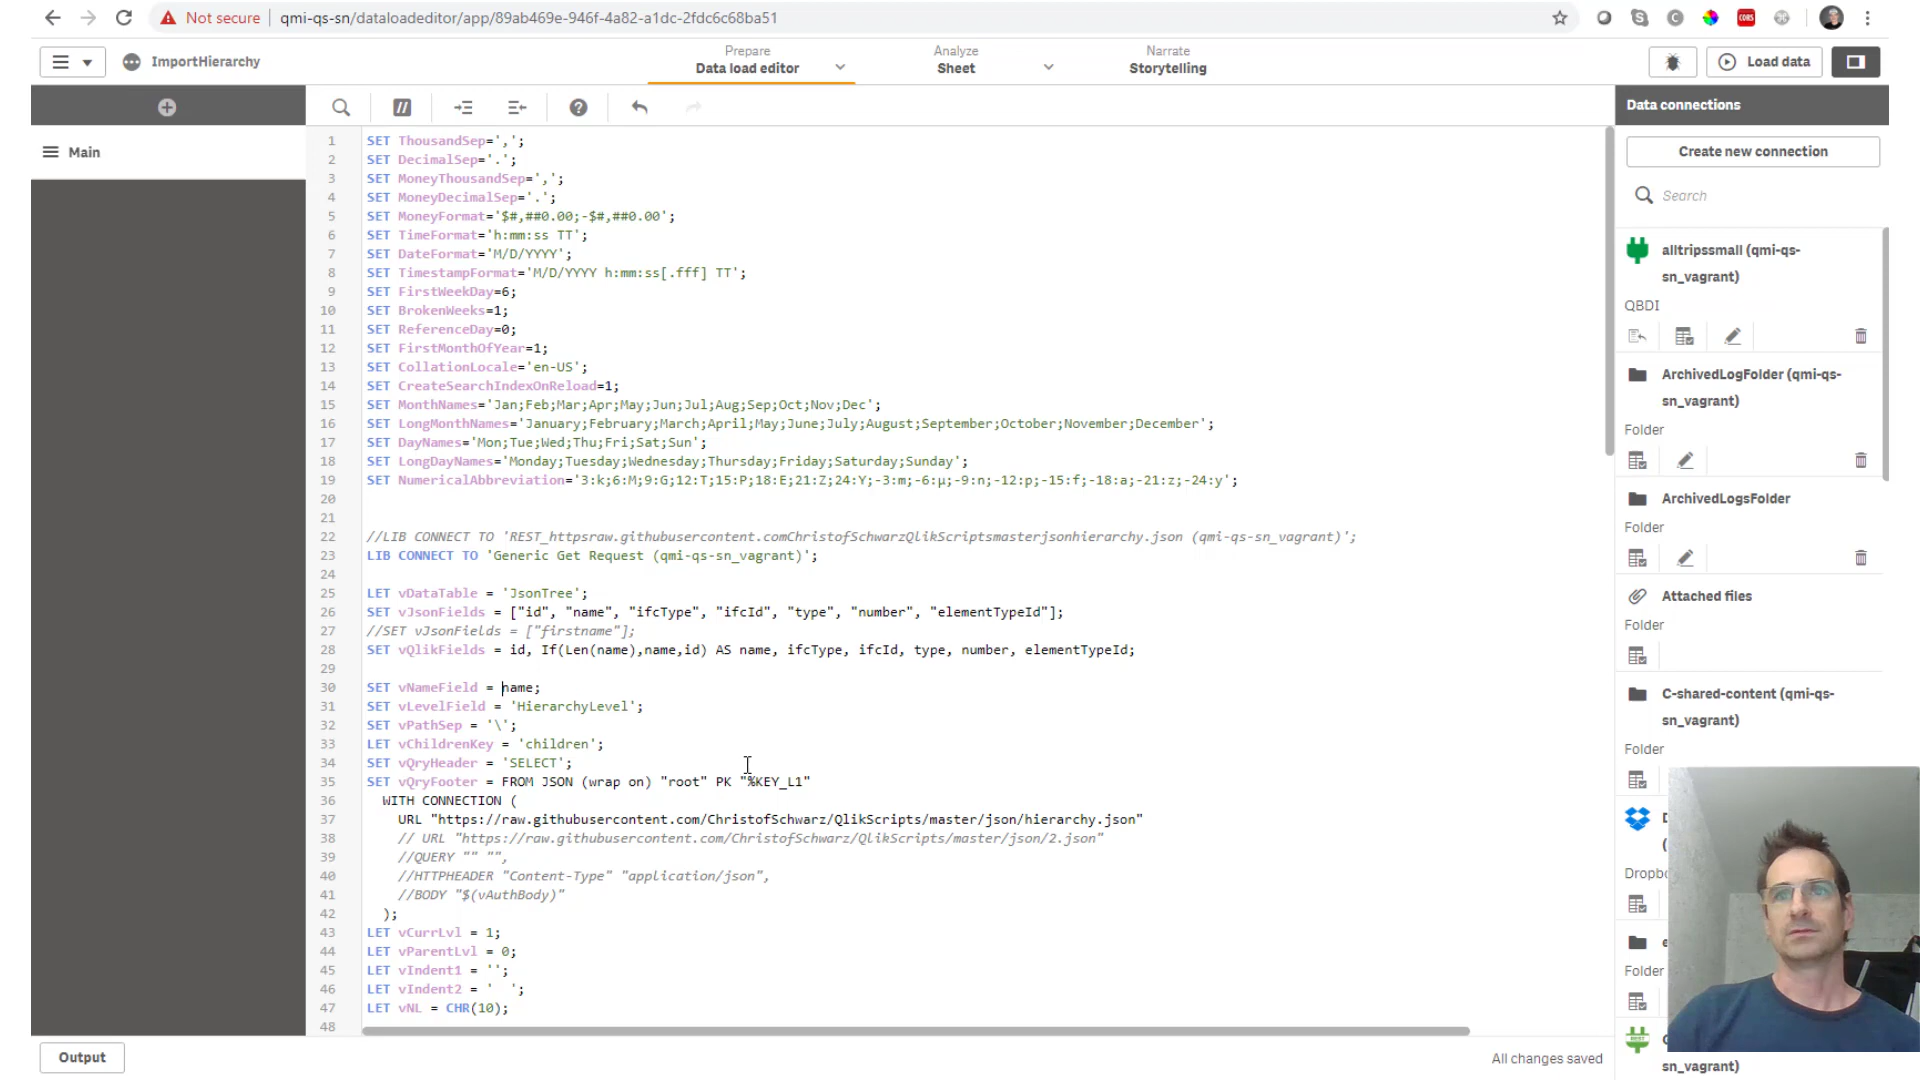 Not secure
qmi-qs-sn/dataloadeditor/app/89ab469e-946f-4a82-a1dc-2fdc6c68ba51
ImportHierarchy
Prepare
Data load editor
Analyze
Sheet
Narrate
Storytelling
Load data
Main
1 SET ThousandSep=',';
2 SET DecimalSep='.';
3 SET MoneyThousandSep=',';
4 SET MoneyDecimalSep='.';
5 SET MoneyFormat='$#,##0.00;-$#,##0.00';
6 SET TimeFormat='h:mm:ss TT';
7 SET DateFormat='M/D/YYYY';
8 SET TimestampFormat='M/D/YYYY h:mm:ss[.fff] TT';
9 SET FirstWeekDay=6;
10 SET BrokenWeeks=1;
11 SET ReferenceDay=0;
12 SET FirstMonthOfYear=1;
13 SET CollationLocale='en-US';
14 SET CreateSearchIndexOnReload=1;
15 SET MonthNames='Jan;Feb;Mar;Apr;May;Jun;Jul;Aug;Sep;Oct;Nov;Dec';
16 SET LongMonthNames='January;February;March;April;May;June;July;August;September;October;November;December';
17 SET DayNames='Mon;Tue;Wed;Thu;Fri;Sat;Sun';
18 SET LongDayNames='Monday;Tuesday;Wednesday;Thursday;Friday;Saturday;Sunday';
19 SET NumericalAbbreviation='3:k;6:M;9:G;12:T;15:P;18:E;21:Z;24:Y;-3:m;-6:μ;-9:n;-12:p;-15:f;-18:a;-21:z;-24:y';
20
21
22 //LIB CONNECT TO 'REST_httpsraw.githubusercontent.comChristofSchwarzQlikScriptsmasterjsonhierarchy.json (qmi-qs-sn_vagrant)';
23 LIB CONNECT TO 'Generic Get Request (qmi-qs-sn_vagrant)';
24
25 LET vDataTable = 'JsonTree';
26 SET vJsonFields = ["id", "name", "ifcType", "ifcId", "type", "number", "elementTypeId"];
27 //SET vJsonFields = ["firstname"];
28 SET vQlikFields = id, If(Len(name),name,id) AS name, ifcType, ifcId, type, number, elementTypeId;
29
30 SET vNameField = name;
31 SET vLevelField = 'HierarchyLevel';
32 SET vPathSep = '\';
33 LET vChildrenKey = 'children';
34 SET vQryHeader = 'SELECT';
35 SET vQryFooter = FROM JSON (wrap on) "root" PK "%KEY_L1"
36 WITH CONNECTION (
37 URL "https://raw.githubusercontent.com/ChristofSchwarz/QlikScripts/master/json/hierarchy.json"
38 // URL "https://raw.githubusercontent.com/ChristofSchwarz/QlikScripts/master/json/2.json"
39 //QUERY "" "",
40 //HTTPHEADER "Content-Type" "application/json",
41 //BODY "$(vAuthBody)"
42 );
43 LET vCurrLvl = 1;
44 LET vParentLvl = 0;
45 LET vIndent1 = '';
46 LET vIndent2 = '  ';
47 LET vNL = CHR(10);
48
Data connections
Create new connection
Search
alltripssmall (qmi-qs-
sn_vagrant)
QBDI
ArchivedLogFolder (qmi-qs-
sn_vagrant)
Folder
ArchivedLogsFolder
Folder
Attached files
Folder
C-shared-content (qmi-qs-
sn_vagrant)
Folder
Folder
sn_vagrant)
Output
All changes saved